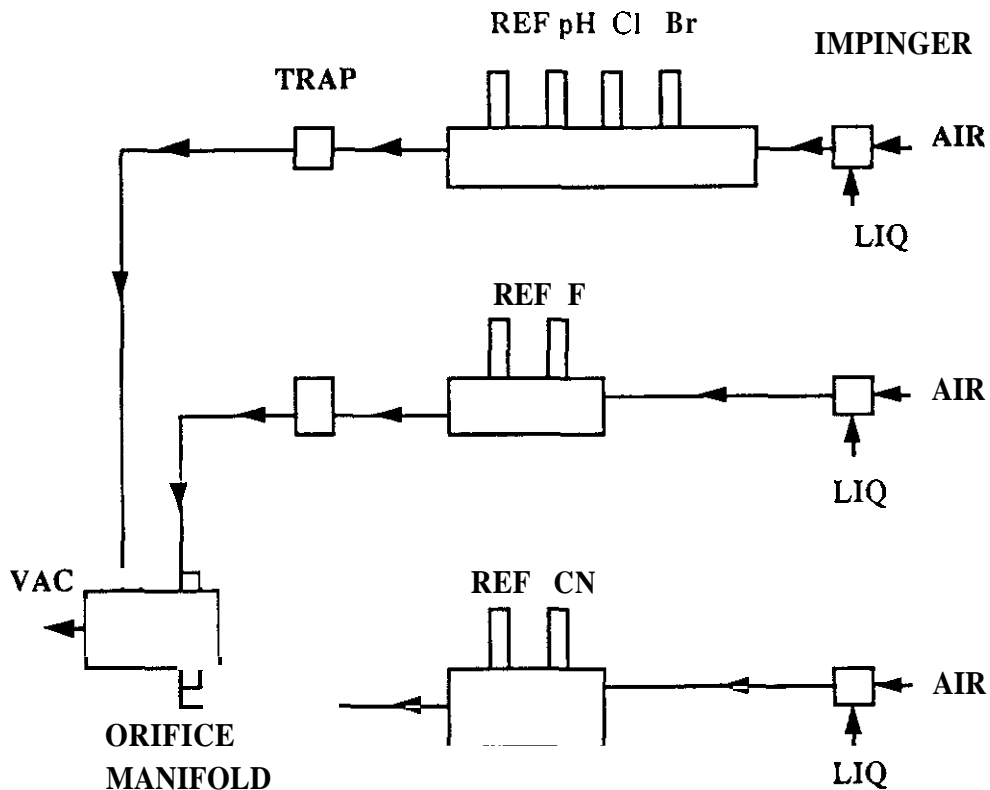 REF pH Cl Br
IMPINGER
TRAP
AIR
LIQ
REF F
AIR
LIQ
VAC
REF CN
AIR
ORIFICE
MANIFOLD
LIQ